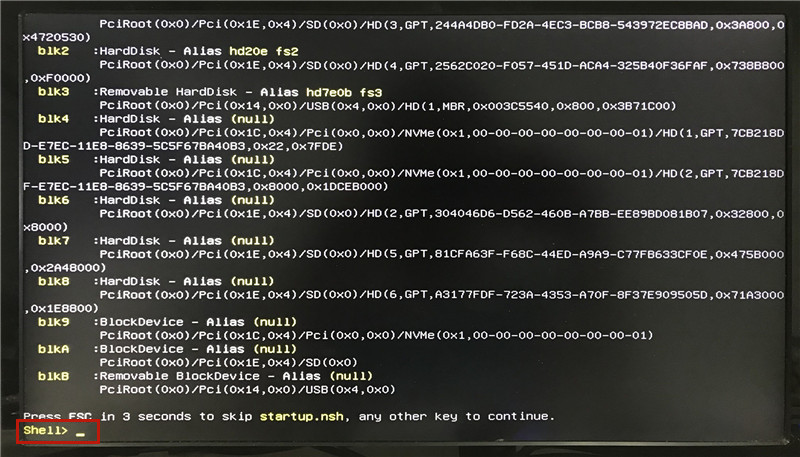 PciRoot(0x0)/Pci(0x1E,0x4)/SD(0x0)/HD(3,GPT,244A4DB0-FD2A-4EC3-BCB8-543972EC8BAD,0x3A800,0
x4720530)
blk2 :HardDisk - Alias hd20e fs2
PciRoot(0x0)/Pci(0x1E,0x4)/SD(0x0)/HD(4,GPT,2562C020-F057-451D-ACA4-325B40F36FAF,0x738B800
,0xF0000)
blk3 :Removable HardDisk - Alias hd7e0b fs3
PciRoot(0x0)/Pci(0x14,0x0)/USB(0x4,0x0)/HD(1,MBR,0x003C5540,0x800,0x3B71C00)
blk4 :HardDisk - Alias (null)
PciRoot(0x0)/Pci(0x1C,0x4)/Pci(0x0,0x0)/NVMe(0x1,00-00-00-00-00-00-00-01)/HD(1,GPT,7CB218D
D-E7EC-11E8-8639-5C5F67BA40B3,0x22,0x7FDE)
blk5 :HardDisk - Alias (null)
PciRoot(0x0)/Pci(0x1C,0x4)/Pci(0x0,0x0)/NVMe(0x1,00-00-00-00-00-00-00-01)/HD(2,GPT,7CB218D
F-E7EC-11E8-8639-5C5F67BA40B3,0x8000,0x1DCEB000)
blk6 :HardDisk - Alias (null)
PciRoot(0x0)/Pci(0x1E,0x4)/SD(0x0)/HD(2,GPT,304046D6-D562-460B-A7BB-EE89BD081B07,0x32800,0
x8000)
blk7 :HardDisk - Alias (null)
PciRoot(0x0)/Pci(0x1E,0x4)/SD(0x0)/HD(5,GPT,81CFA63F-F68C-44ED-A9A9-C77FB633CF0E,0x475B000
,0x2A48000)
blk8 :HardDisk - Alias (null)
PciRoot(0x0)/Pci(0x1E,0x4)/SD(0x0)/HD(6,GPT,A3177FDF-723A-4353-A70F-8F37E909505D,0x71A3000
,0x1E8800)
blk9 :BlockDevice - Alias (null)
PciRoot(0x0)/Pci(0x1C,0x4)/Pci(0x0,0x0)/NVMe(0x1,00-00-00-00-00-00-00-01)
blkA :BlockDevice - Alias (null)
PciRoot(0x0)/Pci(0x1E,0x4)/SD(0x0)
blkB :Removable BlockDevice - Alias (null)
PciRoot(0x0)/Pci(0x14,0x0)/USB(0x4,0x0)
Press ESC in 3 seconds to skip startup.nsh, any other key to continue.
Shell> _